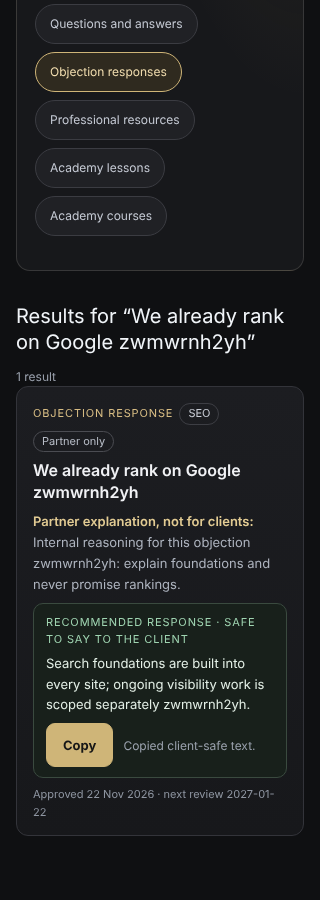 Questions and answers
Objection responses
Professional resources
Academy lessons
Academy courses
Results for “We already rank
on Google zwmwrnh2yh”
1 result
OBJECTION RESPONSE SEO
Partner only
We already rank on Google
zwmwrnh2yh
Partner explanation, not for clients:
Internal reasoning for this objection
zwmwrnh2yh: explain foundations and
never promise rankings.
RECOMMENDED RESPONSE · SAFE
TO SAY TO THE CLIENT
Search foundations are built into
every site; ongoing visibility work is
scoped separately zwmwrnh2yh.
Copy Copied client-safe text.
Approved 22 Nov 2026 · next review 2027-01-
22